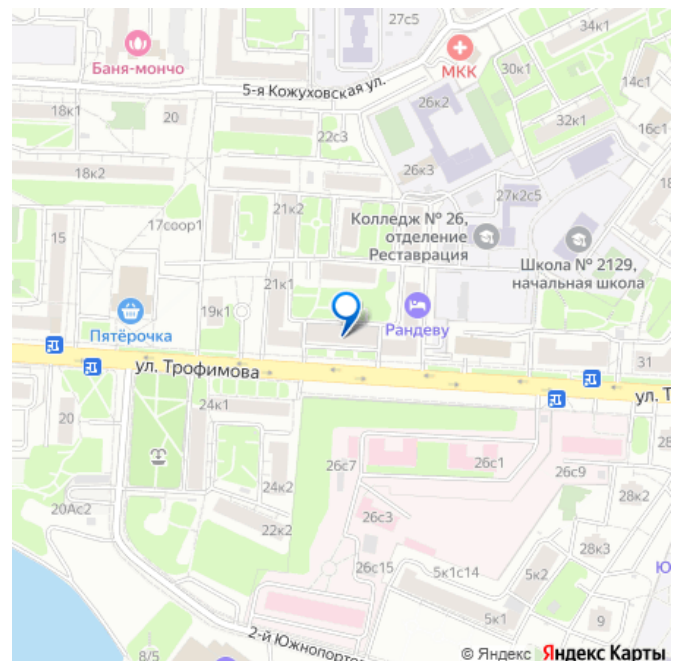 27с5
34к1
Баня-мончо
МКК
30к1
14с1
5-я Кожуховская ул.
26к2
18к1
20
32к1
16с1
22с3
26к3
18к2
27к2с5
21к2
Колледж № 26,
отделение
Реставрация
17соор1
15
Школа № 2129,
начальная школа
21к1
19к1
Рандеву
Пятёрочка
31
ул. Трофимова
ул. Т
20
24к1
28
26с7
26с1
26с9
24к2
28к2
20Ас2
26с3
22к2
28к3
26с15
5к1с14
5к2
Ю
5к1
9
2-й Южнопорто
8/5
© Яндекс Яндекс Карты